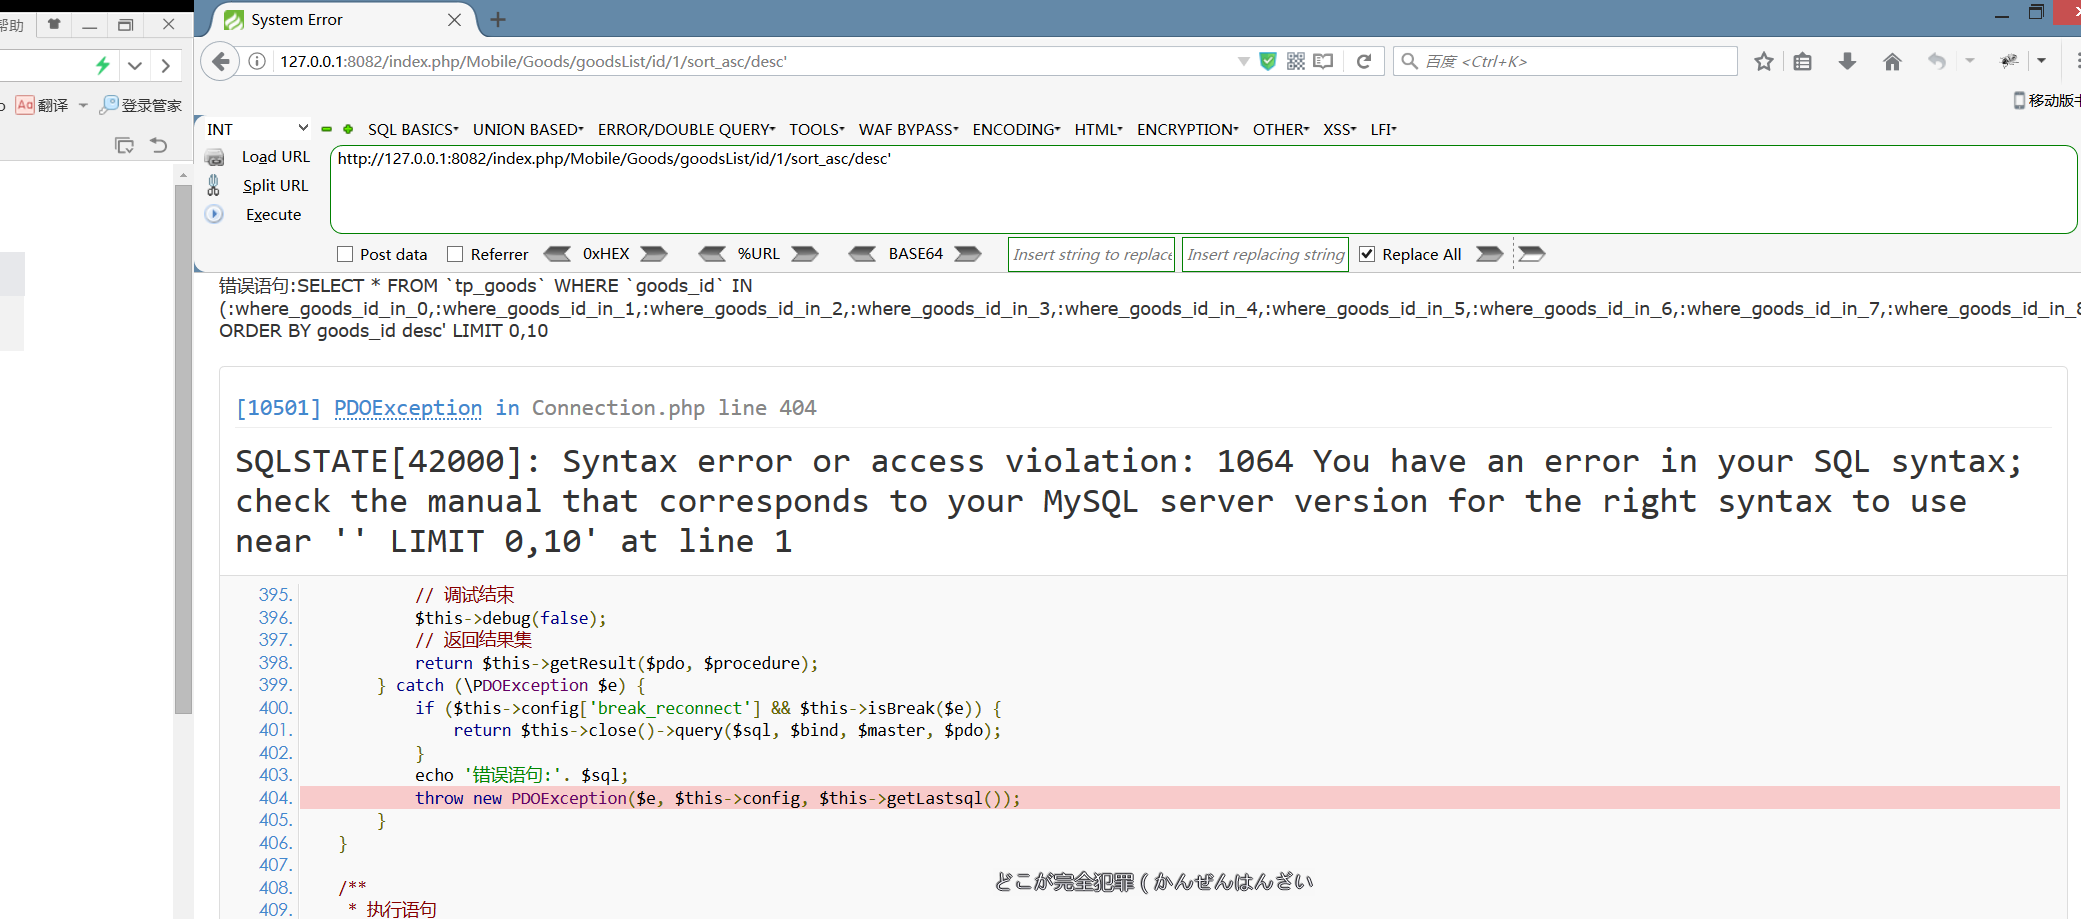 System Error
帮助
127.0.0.1:8082/index.php/Mobile/Goods/goodsList/id/1/sort_asc/desc'
百度 <Ctrl+K>
Aa 翻译
登录管家
移动版书
INT
SQL BASICS
UNION BASED
ERROR/DOUBLE QUERY
TOOLS
WAF BYPASS
ENCODING
HTML
ENCRYPTION
OTHER
XSS
LFI
Load URL
http://127.0.0.1:8082/index.php/Mobile/Goods/goodsList/id/1/sort_asc/desc'
Split URL
Execute
Post data
Referrer
0xHEX
%URL
BASE64
Insert string to replace
Insert replacing string
Replace All
错误语句:SELECT * FROM `tp_goods` WHERE `goods_id` IN
(:where_goods_id_in_0,:where_goods_id_in_1,:where_goods_id_in_2,:where_goods_id_in_3,:where_goods_id_in_4,:where_goods_id_in_5,:where_goods_id_in_6,:where_goods_id_in_7,:where_goods_id_in_8
ORDER BY goods_id desc' LIMIT 0,10
[10501] PDOException in Connection.php line 404
SQLSTATE[42000]: Syntax error or access violation: 1064 You have an error in your SQL syntax;
check the manual that corresponds to your MySQL server version for the right syntax to use
near '' LIMIT 0,10' at line 1
395. // 调试结束
396. $this->debug(false);
397. // 返回结果集
398. return $this->getResult($pdo, $procedure);
399. } catch (\PDOException $e) {
400. if ($this->config['break_reconnect'] && $this->isBreak($e)) {
401. return $this->close()->query($sql, $bind, $master, $pdo);
402. }
403. echo '错误语句:'. $sql;
404. throw new PDOException($e, $this->config, $this->getLastsql());
405. }
406. }
407.
408. /**
409. * 执行语句
どこが完全犯罪 ( かんぜんはんざい